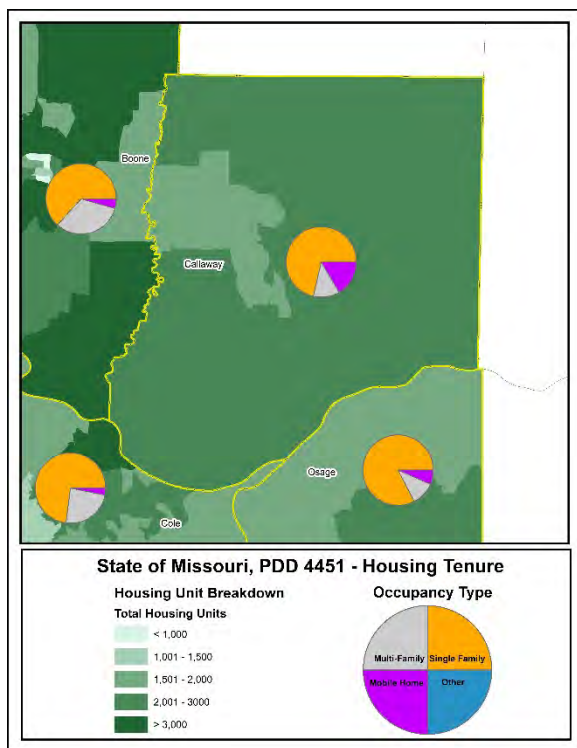 Boone
Callaway
Osage
Cole
State of Missouri, PDD 4451 - Housing Tenure
Housing Unit Breakdown
Total Housing Units
< 1,000
1,001 - 1,500
1,501 - 2,000
2,001 - 3000
> 3,000
Occupancy Type
Multi-Family Single Family
Mobile Home Other